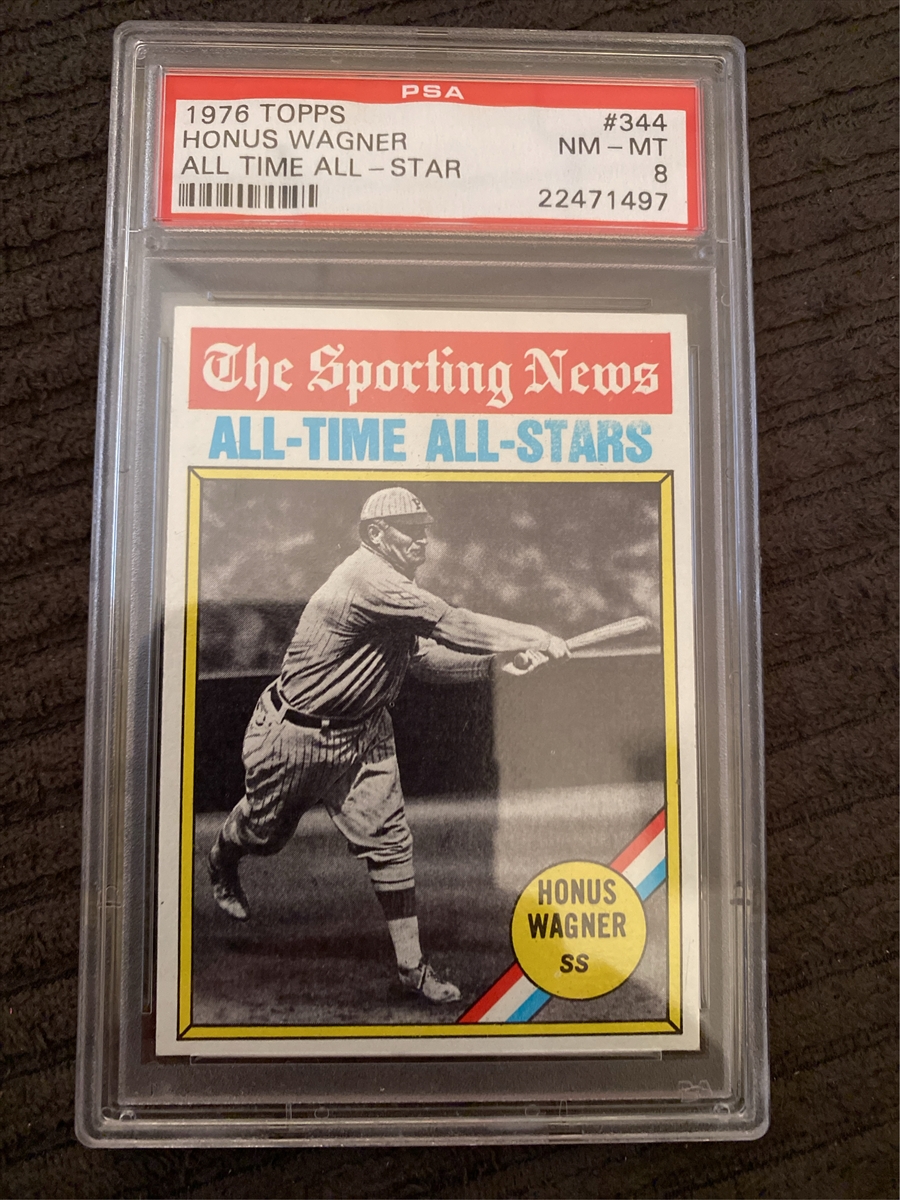 PSA
1976 TOPPS #344
HONUS WAGNER NM-MT
ALL TIME ALL-STAR 8
22471497
The Sporting News
ALL-TIME ALL-STARS
P
HONUS
WAGNER
SS